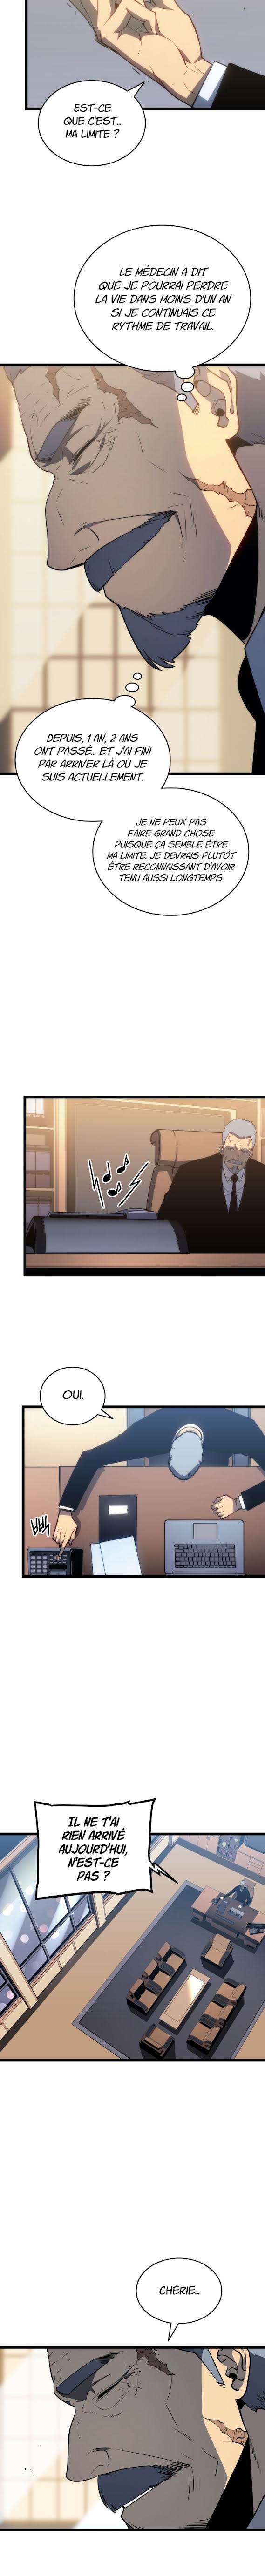 EST-CE
QUE C'EST...
MA LIMITE ?
LE MÉDECIN A DIT
QUE JE POURRAI PERDRE
LA VIE DANS MOINS D'UN AN
SI JE CONTINUAIS CE
RYTHME DE TRAVAIL.
DEPUIS, 1 AN, 2 ANS
ONT PASSÉ... ET J'AI FINI
PAR ARRIVER LÀ OÙ JE
SUIS ACTUELLEMENT.
JE NE PEUX PAS
FAIRE GRAND CHOSE
PUISQUE ÇA SEMBLE ÊTRE
MA LIMITE. JE DEVRAIS PLUTÔT
ÊTRE RECONNAISSANT D'AVOIR
TENU AUSSI LONGTEMPS.
OUI.
IL NE T'AI
RIEN ARRIVÉ
AUJOURD'HUI,
N'EST-CE
PAS ?
CHÉRIE...